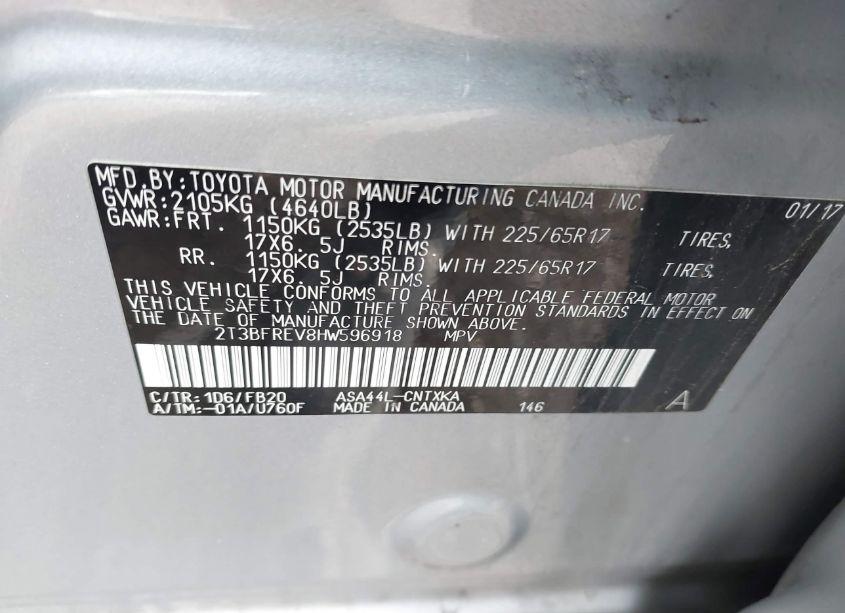 MFD.BY:TOYOTA MOTOR MANUFACTURING CANADA INC. 01/17
GVWR:2105KG (4640LB)
GAWR:FRT. 1150KG (2535LB) WITH 225/65R17 TIRES,
17X6. 5J RIMS.
RR. 1150KG (2535LB) WITH 225/65R17 TIRES,
17X6. 5J RIMS.
THIS VEHICLE CONFORMS TO ALL APPLICABLE FEDERAL MOTOR
VEHICLE SAFETY AND THEFT PREVENTION STANDARDS IN EFFECT ON
THE DATE OF MANUFACTURE SHOWN ABOVE.
2T3BFREV8HW596918 MPV
C/TR:1D6/FB20 ASA44L-CNTXKA
A/TM:-01A/U760F MADE IN CANADA 146 A